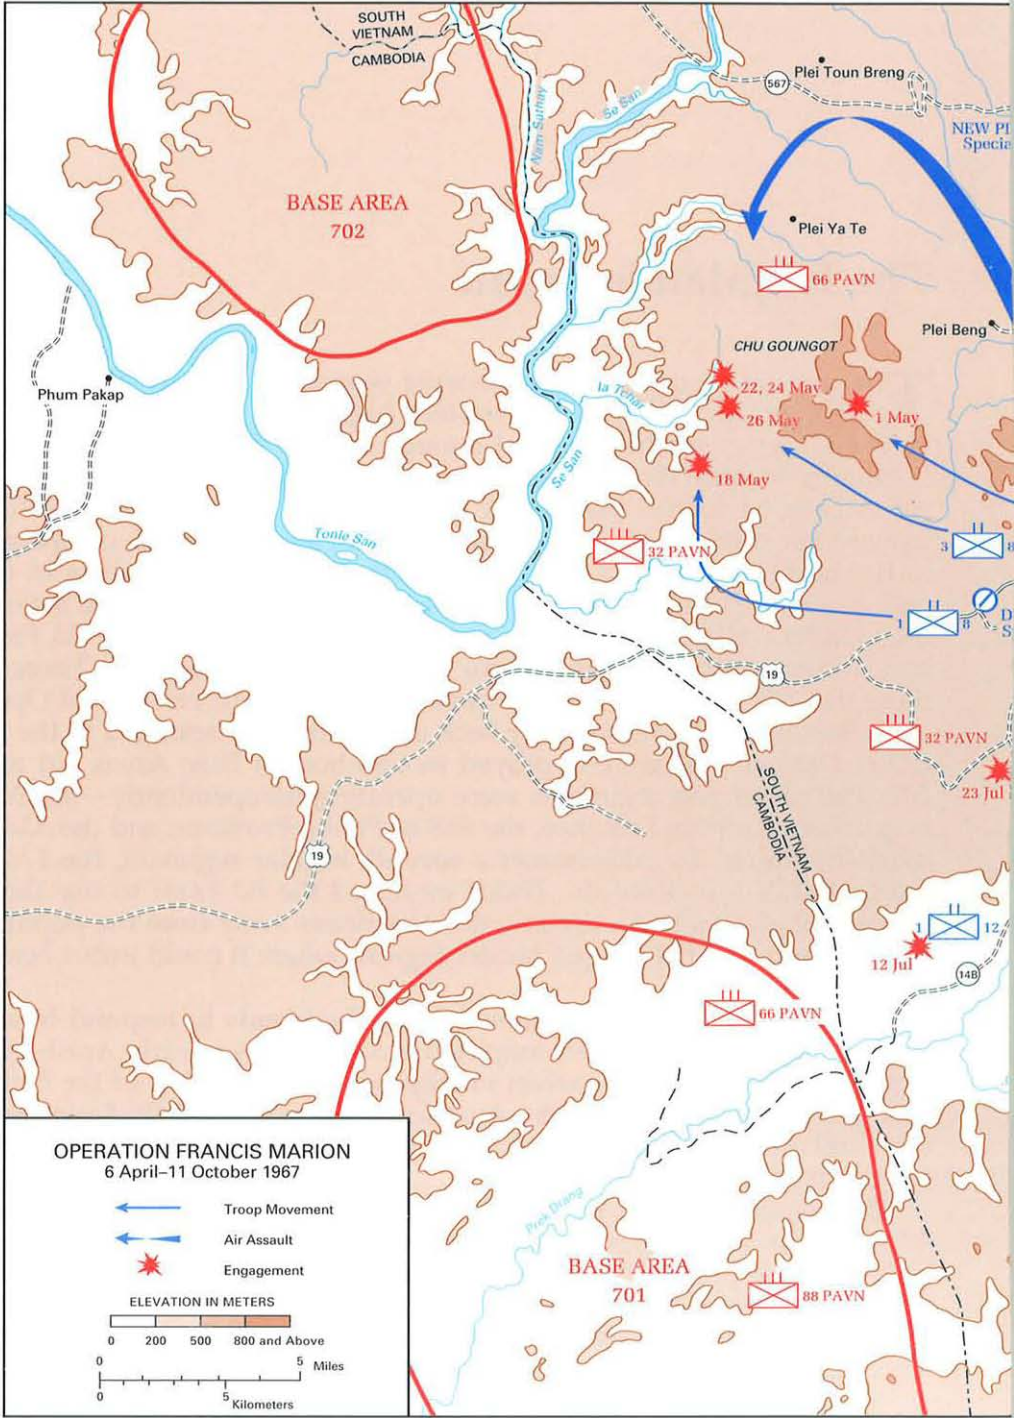 SOUTH
VIETNAM
CAMBODIA
Plei Toun Breng
567
Se San
Nam Sathay
NEW Pl
Specia
BASE AREA
702
Plei Ya Te
66 PAVN
Plei Beng
CHU GOUNGOT
22, 24 May
Phum Pakap
Ia Tchar
26 May
1 May
Se San
18 May
Tonle San
32 PAVN
3
8
1
8
D
S
19
32 PAVN
23 Jul
SOUTH VIETNAM
CAMBODIA
19
1
12
12 Jul
14B
66 PAVN
OPERATION FRANCIS MARION
6 April–11 October 1967
Troop Movement
Air Assault
Engagement
ELEVATION IN METERS
0 200 500 800 and Above
0 5 Miles
0 5 Kilometers
Prek Drang
BASE AREA
701
88 PAVN